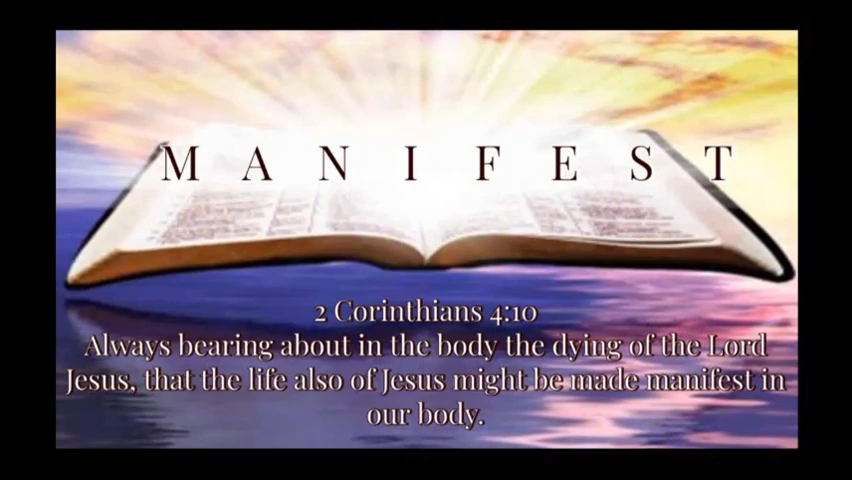 MANIFEST
2 Corinthians 4:10
Always bearing about in the body the dying of the Lord
Jesus, that the life also of Jesus might be made manifest in
our body.